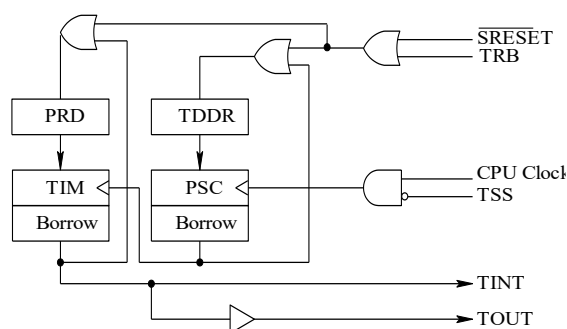 SRESET
TRB
PRD
TDDR
TIM
PSC
CPU Clock
TSS
Borrow
Borrow
TINT
TOUT